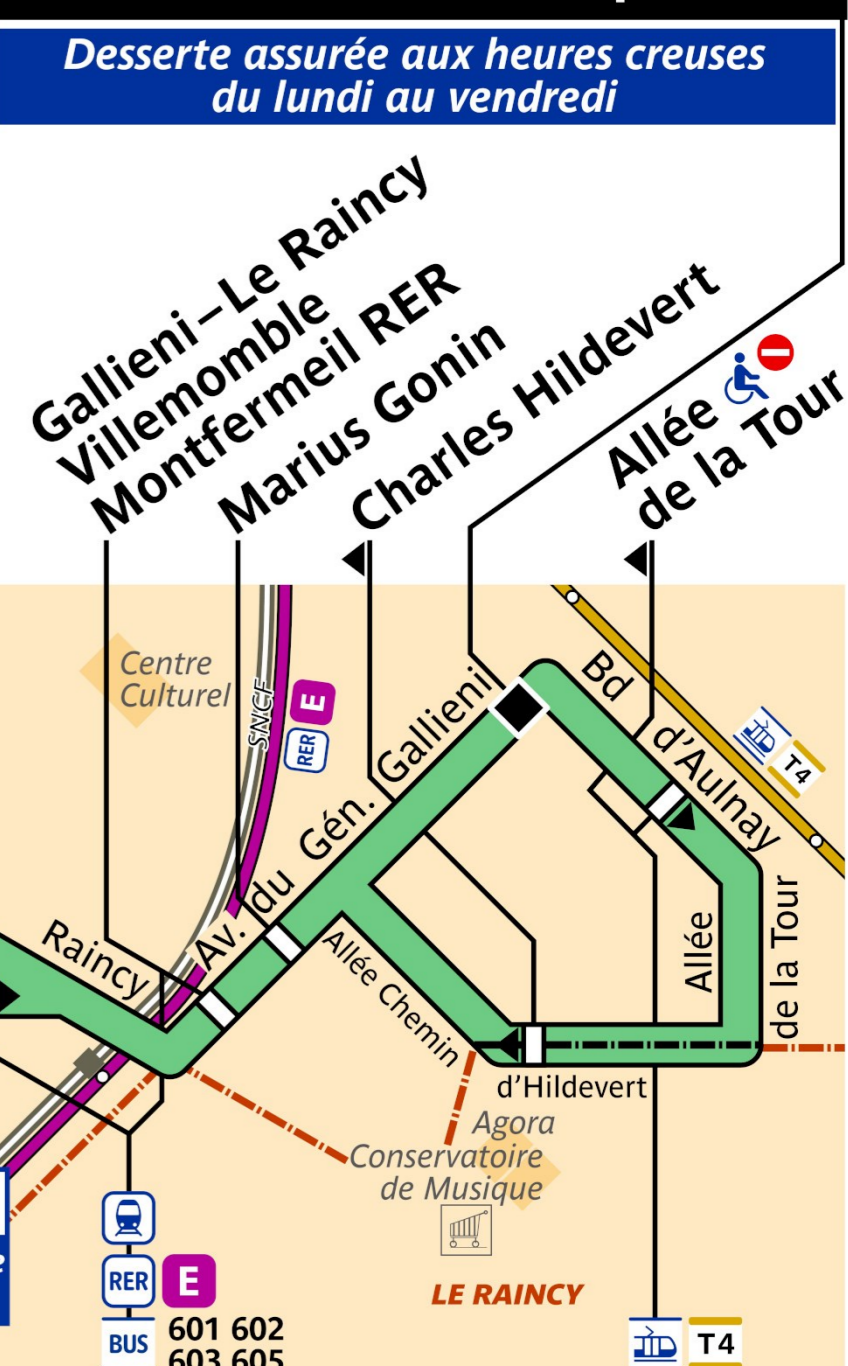 Desserte assurée aux heures creuses
du lundi au vendredi
Gallieni–Le Raincy
Villemomble
Montfermeil RER
Marius Gonin
Charles Hildevert
Allée
de la Tour
Centre
Culturel
SNCF
E
RER
Bd
d'Aulnay
T4
Raincy
Av. du Gén. Gallieni
Allée Chemin
d'Hildevert
Allée
de la Tour
Agora
Conservatoire
de Musique
LE RAINCY
RER E
BUS 601 602
603 605
T4